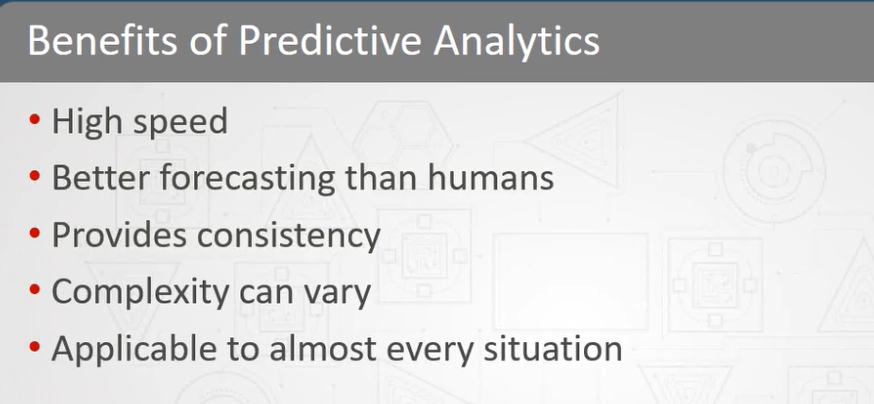 Benefits of Predictive Analytics
• High speed
• Better forecasting than humans
• Provides consistency
• Complexity can vary
• Applicable to almost every situation